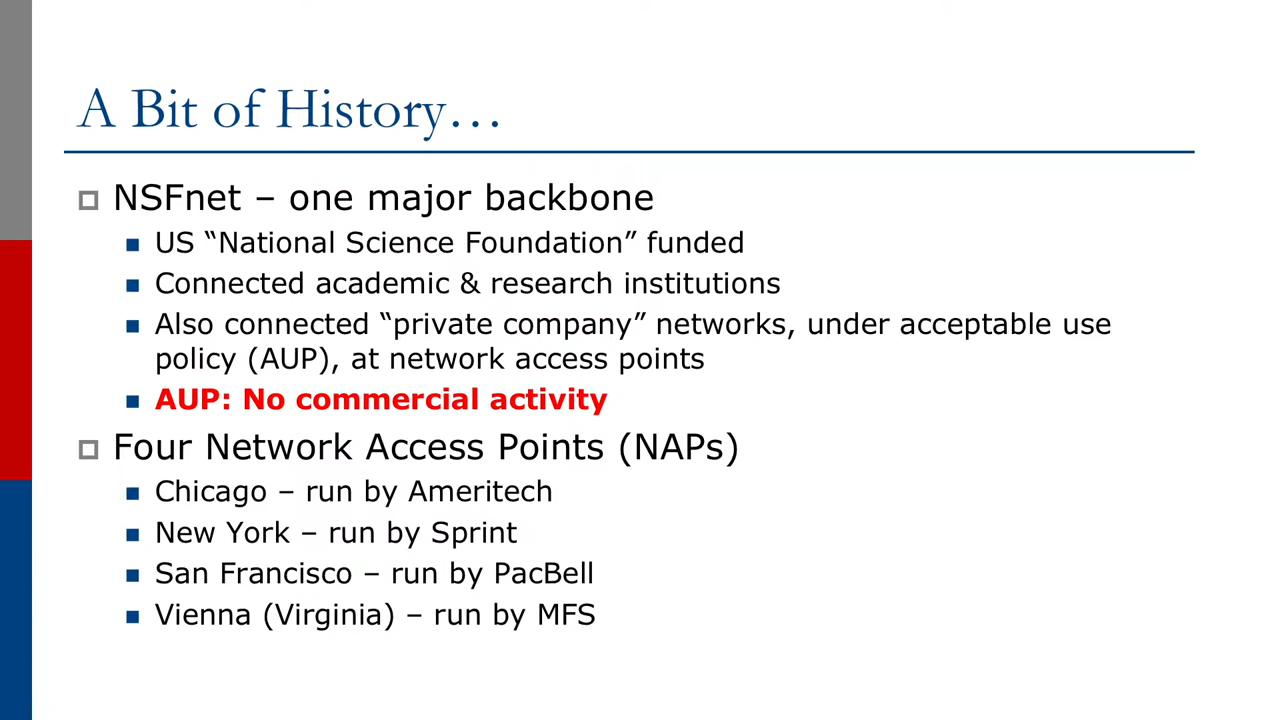 A Bit of History…
NSFnet – one major backbone
US “National Science Foundation” funded
Connected academic & research institutions
Also connected “private company” networks, under acceptable use
policy (AUP), at network access points
AUP: No commercial activity
Four Network Access Points (NAPs)
Chicago – run by Ameritech
New York – run by Sprint
San Francisco – run by PacBell
Vienna (Virginia) – run by MFS